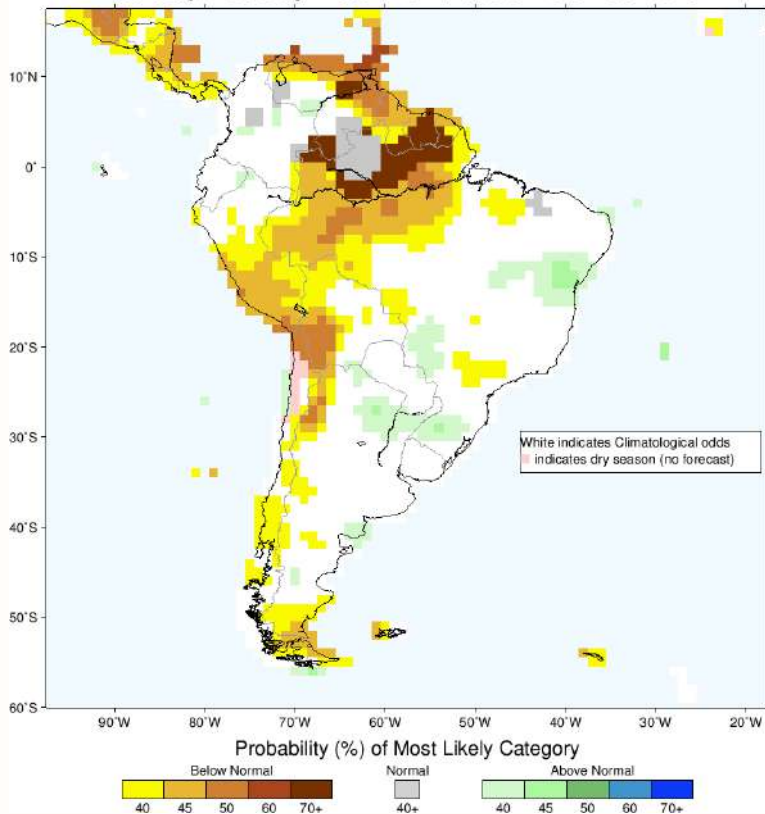 10°N
0°
10°S
20°S
30°S
40°S
50°S
60°S
White indicates Climatological odds
indicates dry season (no forecast)
90°W 80°W 70°W 60°W 50°W 40°W 30°W 20°W
Probability (%) of Most Likely Category
Below Normal Normal Above Normal
40 45 50 60 70+ 40+ 40 45 50 60 70+